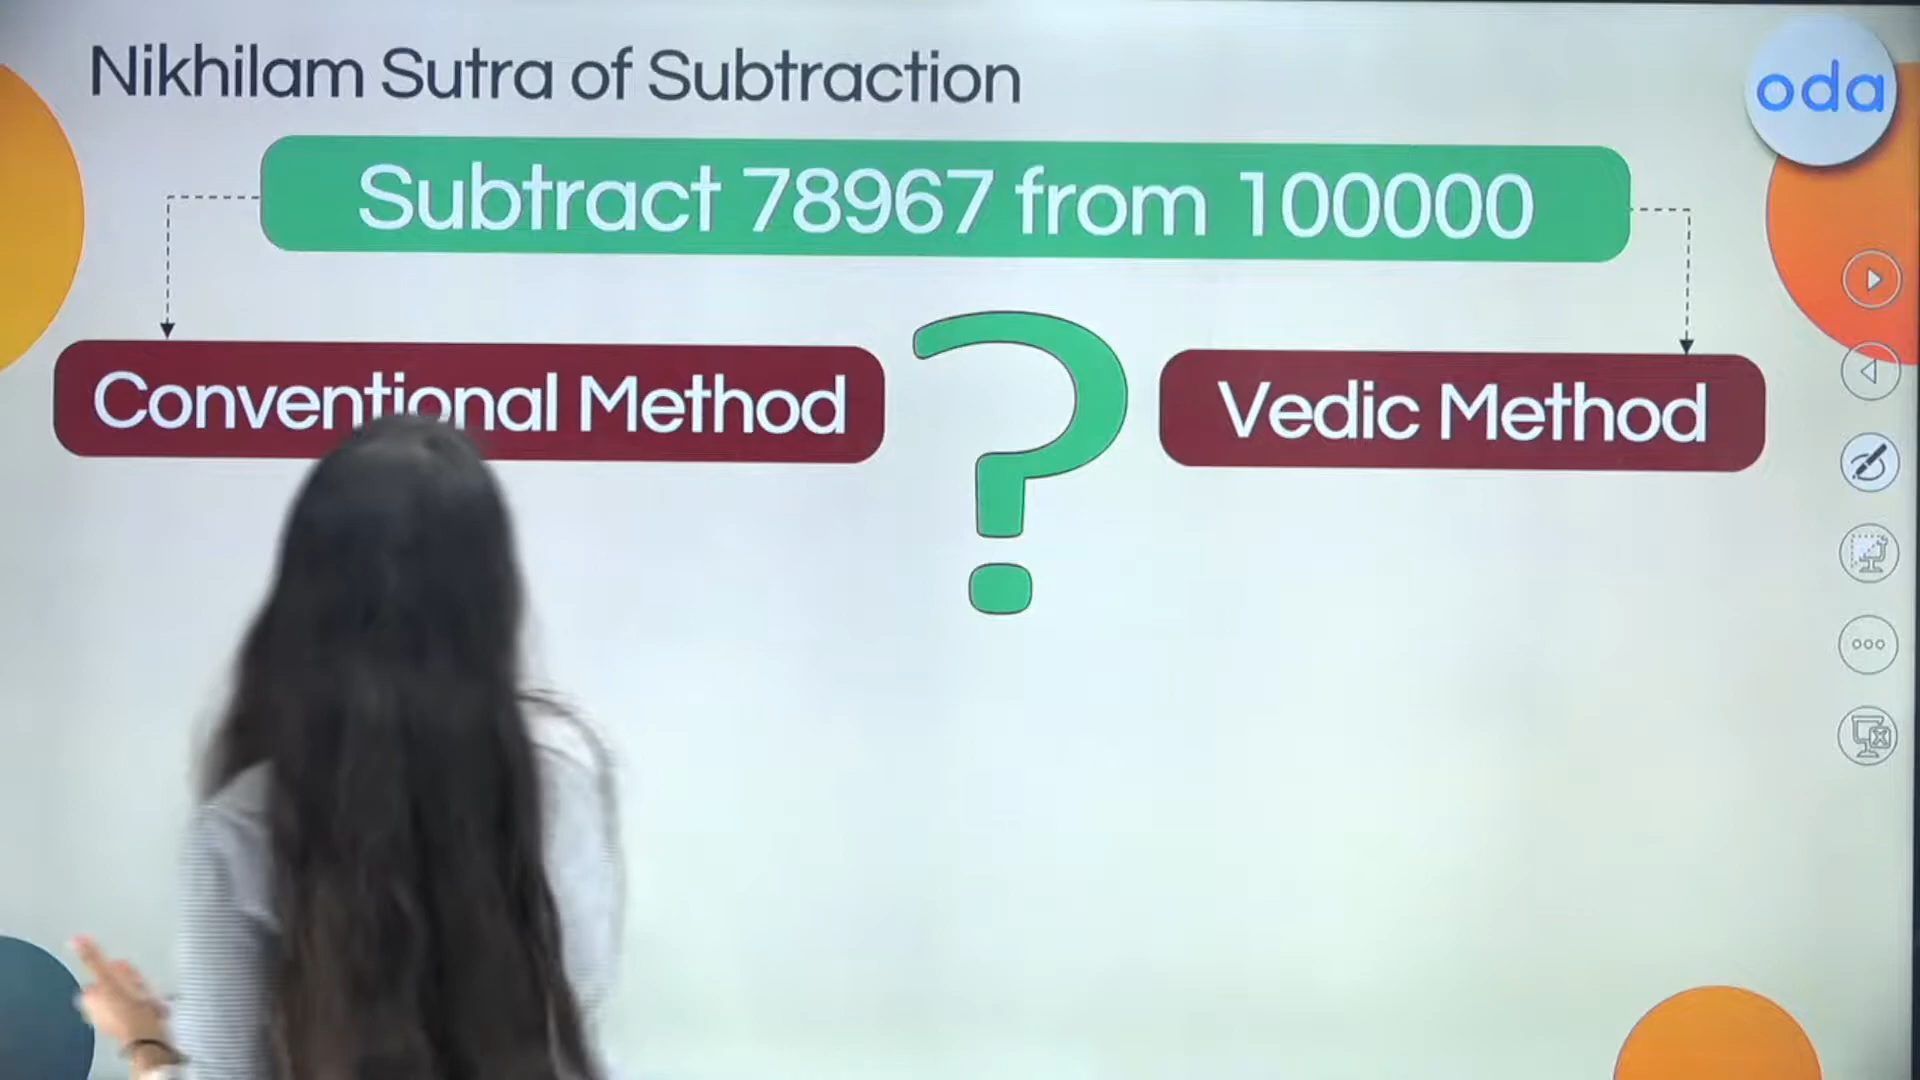 Nikhilam Sutra of Subtraction
oda
Subtract 78967 from 100000
Conventional Method
?
Vedic Method